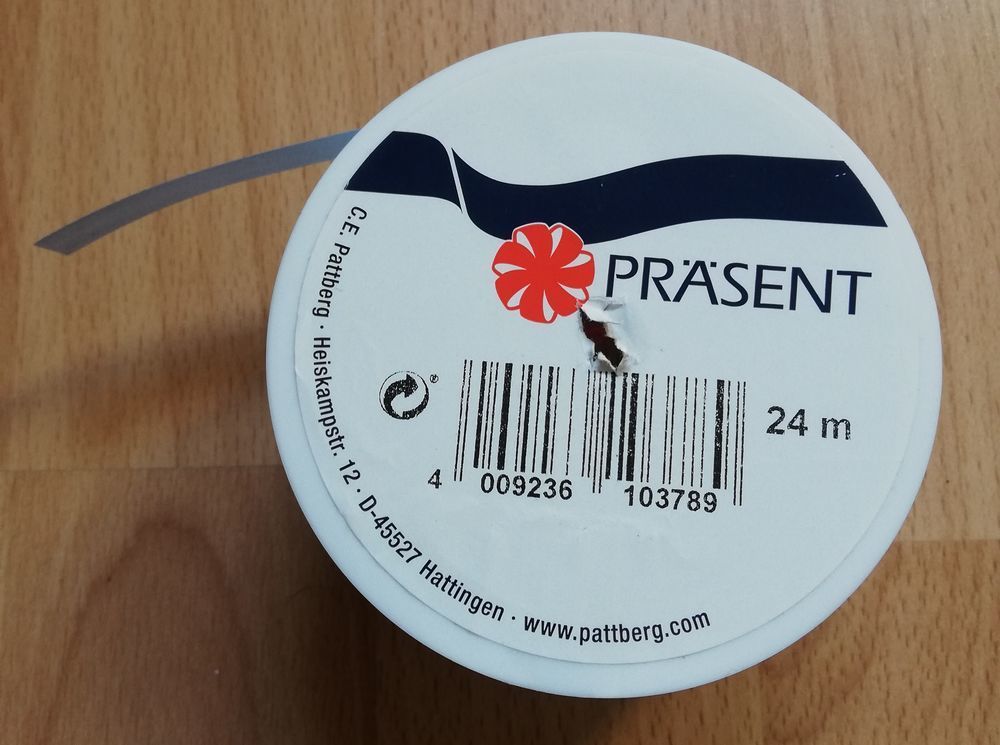 PRÄSENT
®
24 m
4 009236 103789
C.E. Pattberg · Heiskampstr. 12 · D-45527 Hattingen · www.pattberg.com